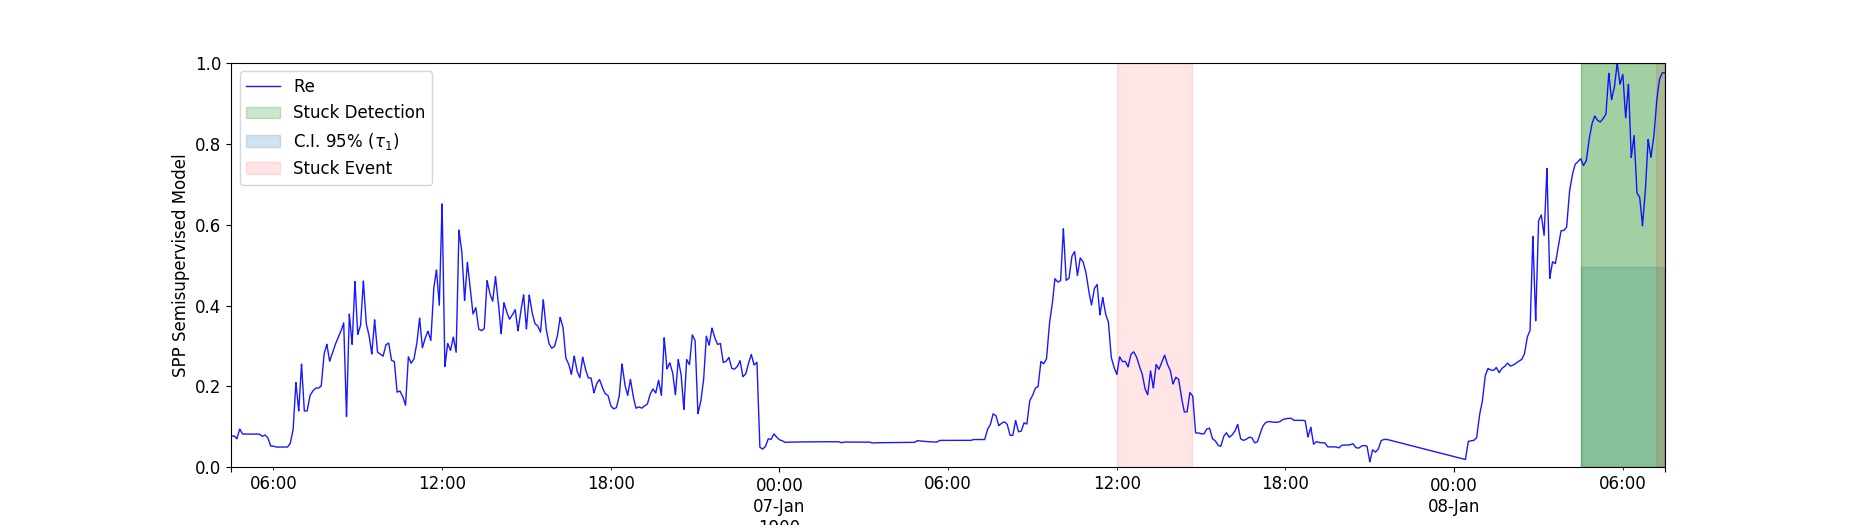 1.0
0.8
0.6
0.4
0.2
0.0
SPP Semisupervised Model
Re
Stuck Detection
C.I. 95% (τ₁)
Stuck Event
06:00 12:00 18:00 00:00 06:00 12:00 18:00 00:00 06:00
07-Jan 08-Jan
1900